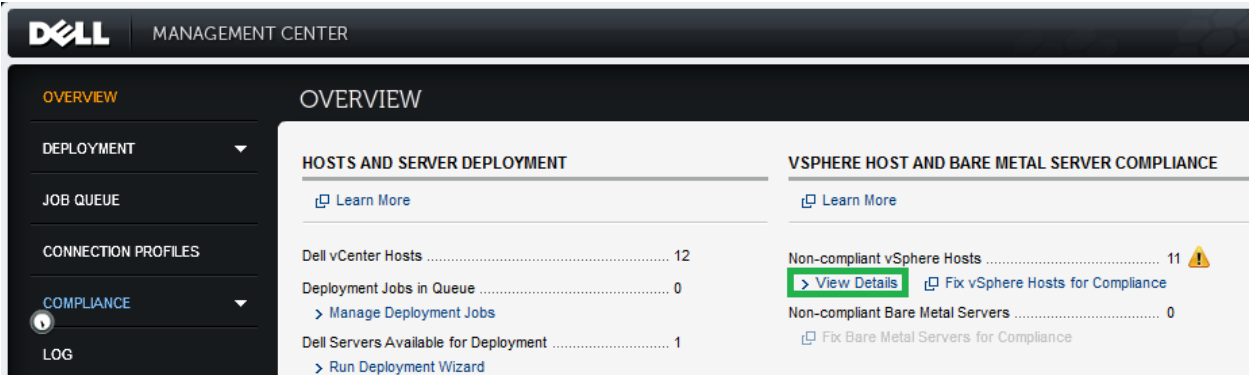 DELL MANAGEMENT CENTER
OVERVIEW
DEPLOYMENT
JOB QUEUE
CONNECTION PROFILES
COMPLIANCE
LOG
OVERVIEW
HOSTS AND SERVER DEPLOYMENT
Learn More
Dell vCenter Hosts ........ 12
Deployment Jobs in Queue ........ 0
> Manage Deployment Jobs
Dell Servers Available for Deployment ........ 1
> Run Deployment Wizard
VSPHERE HOST AND BARE METAL SERVER COMPLIANCE
Learn More
Non-compliant vSphere Hosts ........ 11
> View Details Fix vSphere Hosts for Compliance
Non-compliant Bare Metal Servers ........ 0
Fix Bare Metal Servers for Compliance